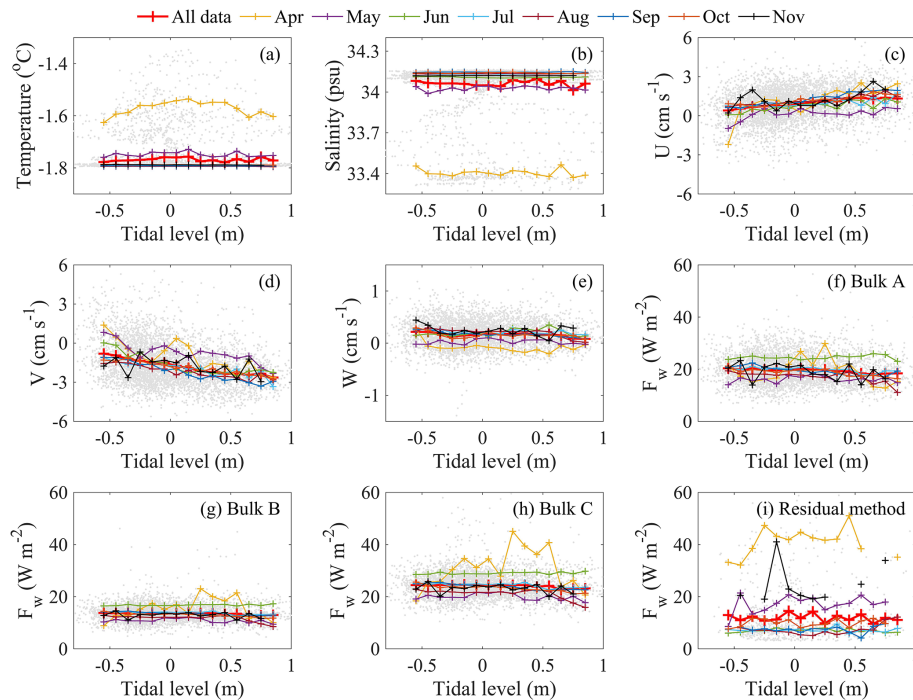 All data Apr May Jun Jul Aug Sep Oct Nov
(a) (b) (c)
Temperature (°C) Salinity (psu) U (cm s⁻¹)
-1.4 34.3 6
-1.6 34 3
-1.8 33.7 0
33.4 -3
-6
-0.5 0 0.5 1 -0.5 0 0.5 1 -0.5 0 0.5 1
Tidal level (m) Tidal level (m) Tidal level (m)
(d) (e) (f) Bulk A
V (cm s⁻¹) W (cm s⁻¹) F_w (W m⁻²)
6 1 60
3 0 40
0 -1 20
-3 0
-6
-0.5 0 0.5 1 -0.5 0 0.5 1 -0.5 0 0.5 1
Tidal level (m) Tidal level (m) Tidal level (m)
(g) Bulk B (h) Bulk C (i) Residual method
F_w (W m⁻²) F_w (W m⁻²) F_w (W m⁻²)
60 60 60
40 40 40
20 20 20
0 0 0
-0.5 0 0.5 1 -0.5 0 0.5 1 -0.5 0 0.5 1
Tidal level (m) Tidal level (m) Tidal level (m)